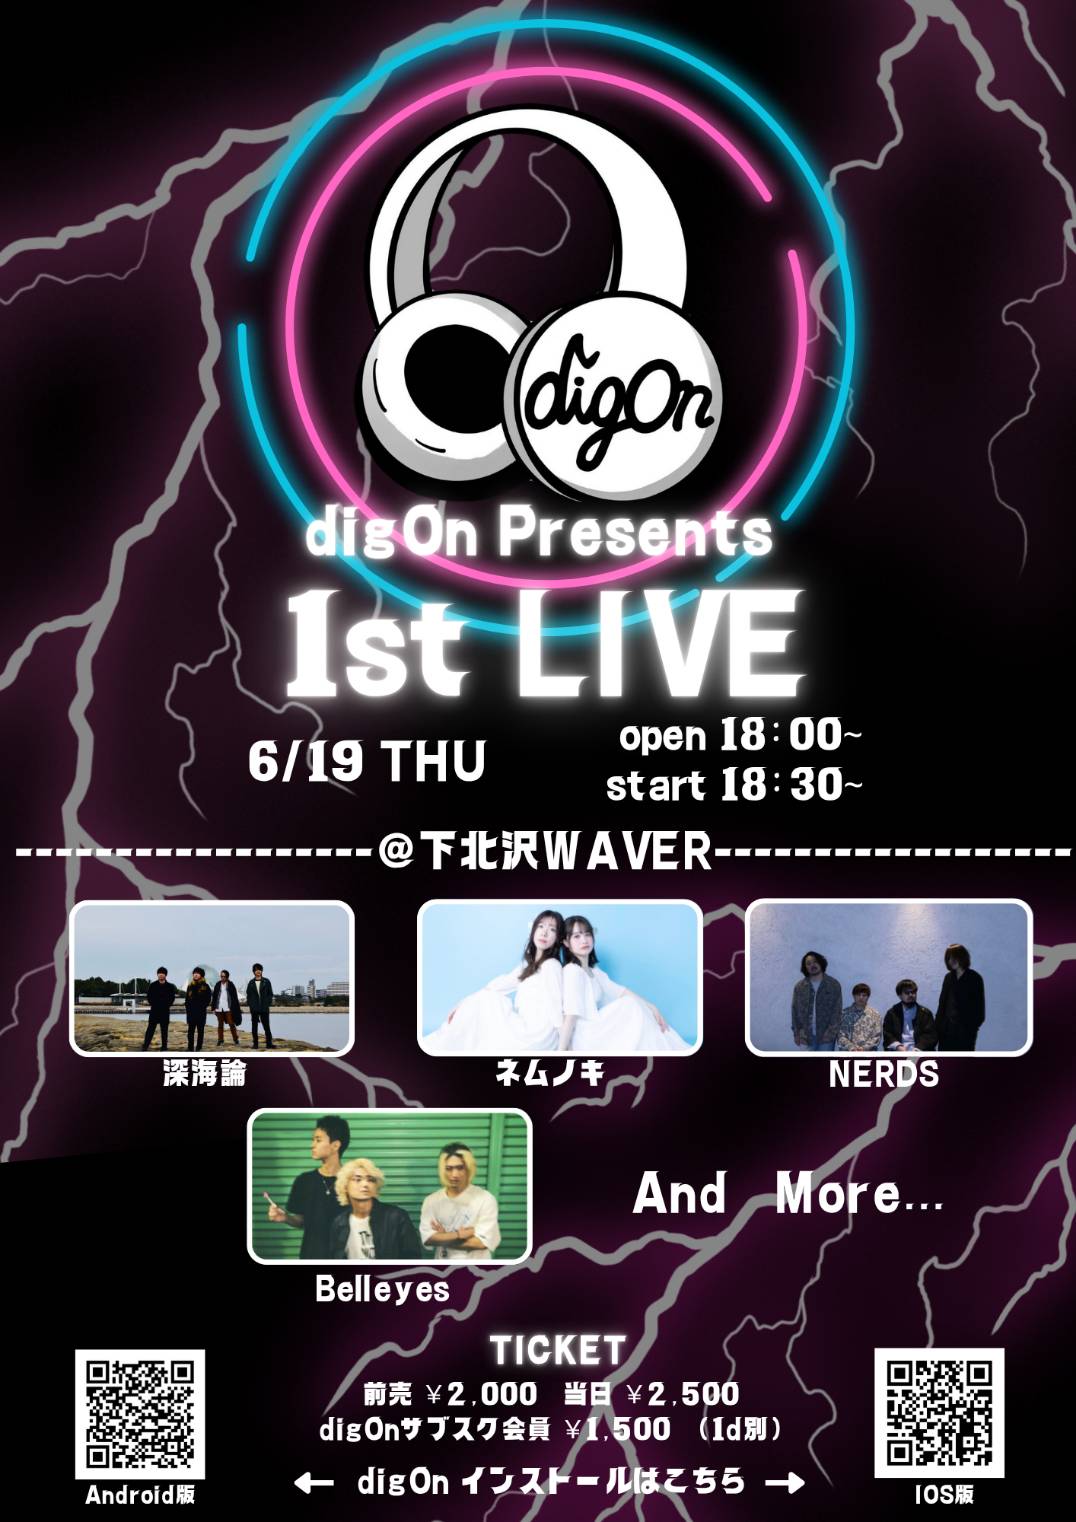 digOn
digOn Presents
1st LIVE
6/19 THU
open 18:00~
start 18:30~
@下北沢WAVER
深海論
ネムノキ
NERDS
And More...
Belleyes
TICKET
前売 ¥2,000 当日 ¥2,500
digOnサブスク会員 ¥1,500 (1d別)
← digOn インストールはこちら →
Android版
IOS版